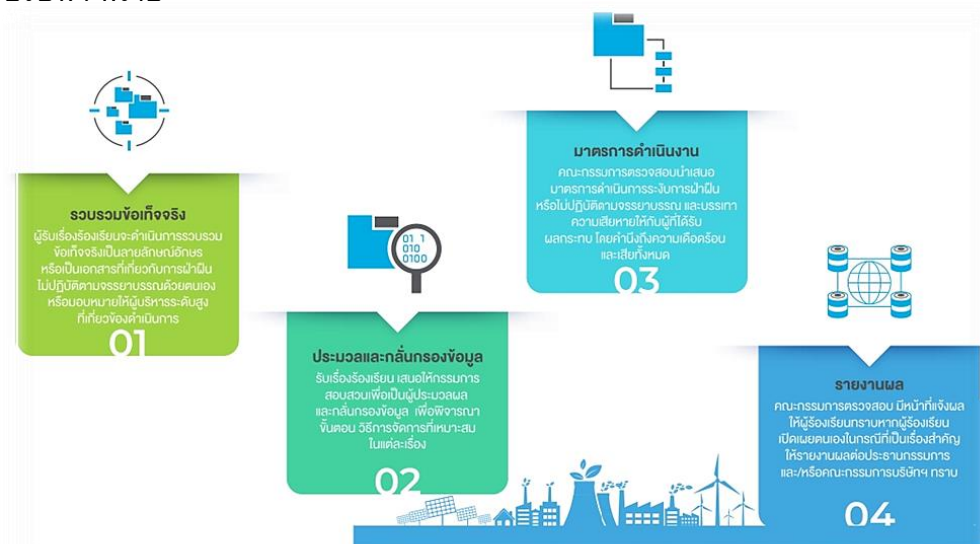 รวบรวมข้อเท็จจริง
ผู้รับเรื่องร้องเรียนจะดำเนินการรวบรวม
ข้อเท็จจริงเป็นลายลักษณ์อักษร
หรือเป็นเอกสารที่เกี่ยวกับการฝ่าฝืน
ไม่ปฏิบัติตามจรรยาบรรณด้วยตนเอง
หรือมอบหมายให้ผู้บริหารระดับสูง
ที่เกี่ยวข้องดำเนินการ
01
01 1
010
0100
ประมวลและกลั่นกรองข้อมูล
รับเรื่องร้องเรียน เสนอให้กรรมการ
สอบสวนเพื่อเป็นผู้ประมวลผล
และกลั่นกรองข้อมูล เพื่อพิจารณา
ขั้นตอน วิธีการจัดการที่เหมาะสม
ในแต่ละเรื่อง
02
มาตรการดำเนินงาน
คณะกรรมการตรวจสอบนำเสนอ
มาตรการดำเนินการระงับการฝ่าฝืน
หรือไม่ปฏิบัติตามจรรยาบรรณ และบรรเทา
ความเสียหายให้กับผู้ที่ได้รับ
ผลกระทบ โดยคำนึงถึงความเดือดร้อน
และเสียทั้งหมด
03
รายงานผล
คณะกรรมการตรวจสอบ มีหน้าที่แจ้งผล
ให้ผู้ร้องเรียนทราบหากผู้ร้องเรียน
เปิดเผยตนเองในกรณีที่เป็นเรื่องสำคัญ
ให้รายงานผลต่อประธานกรรมการ
และ/หรือคณะกรรมการบริษัทฯ ทราบ
04